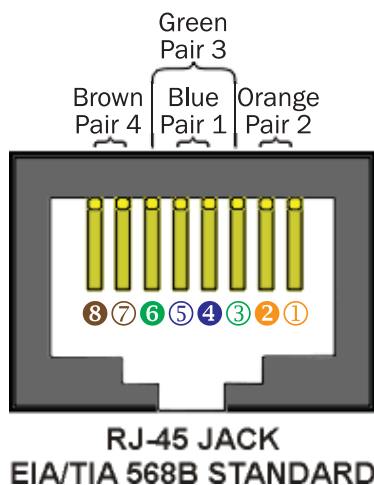 Green
Pair 3
Brown Blue Orange
Pair 4 Pair 1 Pair 2
8 7 6 5 4 3 2 1
RJ-45 JACK
EIA/TIA 568B STANDARD